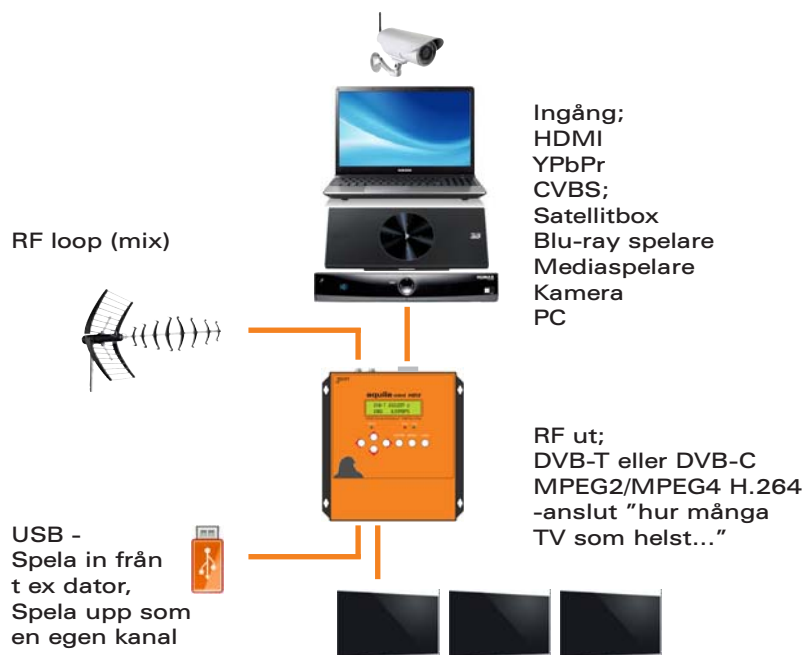 Ingång;
HDMI
YPbPr
CVBS;
Satellitbox
Blu-ray spelare
Mediaspelare
Kamera
PC
RF loop (mix)
RF ut;
DVB-T eller DVB-C
MPEG2/MPEG4 H.264
-anslut ”hur många
TV som helst...”
USB -
Spela in från
t ex dator,
Spela upp som
en egen kanal